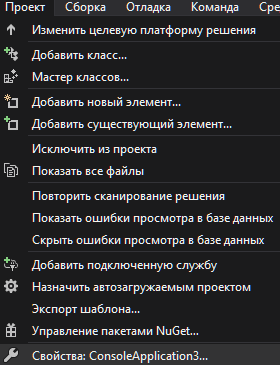 Проект Сборка Отладка Команда Сре
Изменить целевую платформу решения
Добавить класс...
Мастер классов...
Добавить новый элемент...
Добавить существующий элемент...
Исключить из проекта
Показать все файлы
Повторить сканирование решения
Показать ошибки просмотра в базе данных
Скрыть ошибки просмотра в базе данных
Добавить подключенную службу
Назначить автозагружаемым проектом
Экспорт шаблона...
Управление пакетами NuGet...
Свойства: ConsoleApplication3...